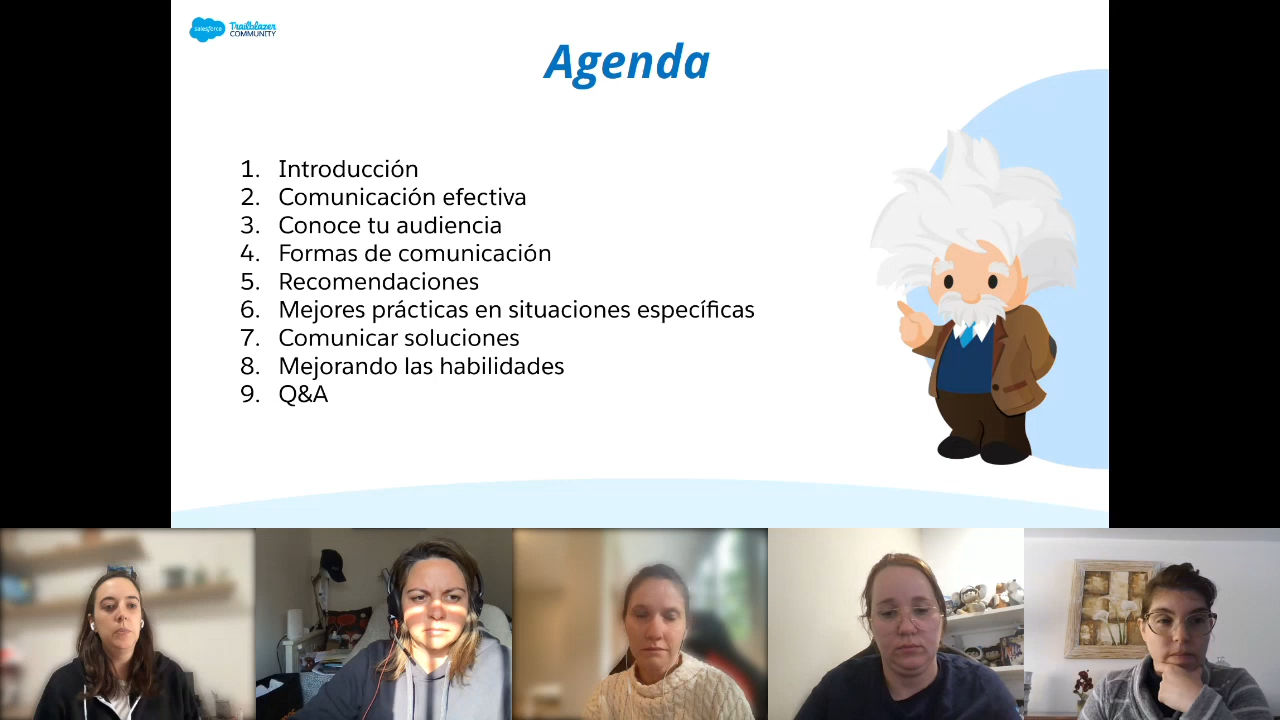 salesforce
Trailblazer
COMMUNITY
Agenda
1. Introducción
2. Comunicación efectiva
3. Conoce tu audiencia
4. Formas de comunicación
5. Recomendaciones
6. Mejores prácticas en situaciones específicas
7. Comunicar soluciones
8. Mejorando las habilidades
9. Q&A